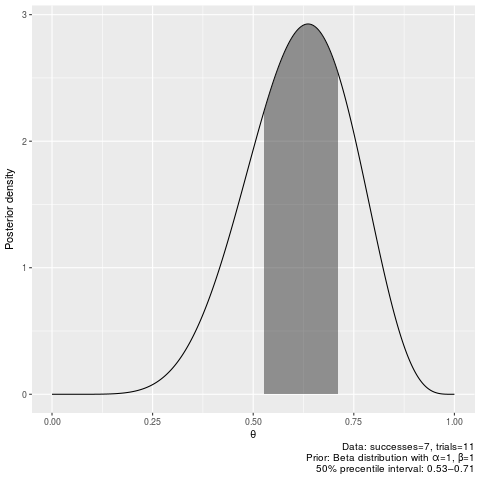 3
2
1
0
Posterior density
0.00 0.25 0.50 0.75 1.00
θ
Data: successes=7, trials=11
Prior: Beta distribution with α=1, β=1
50% precentile interval: 0.53–0.71